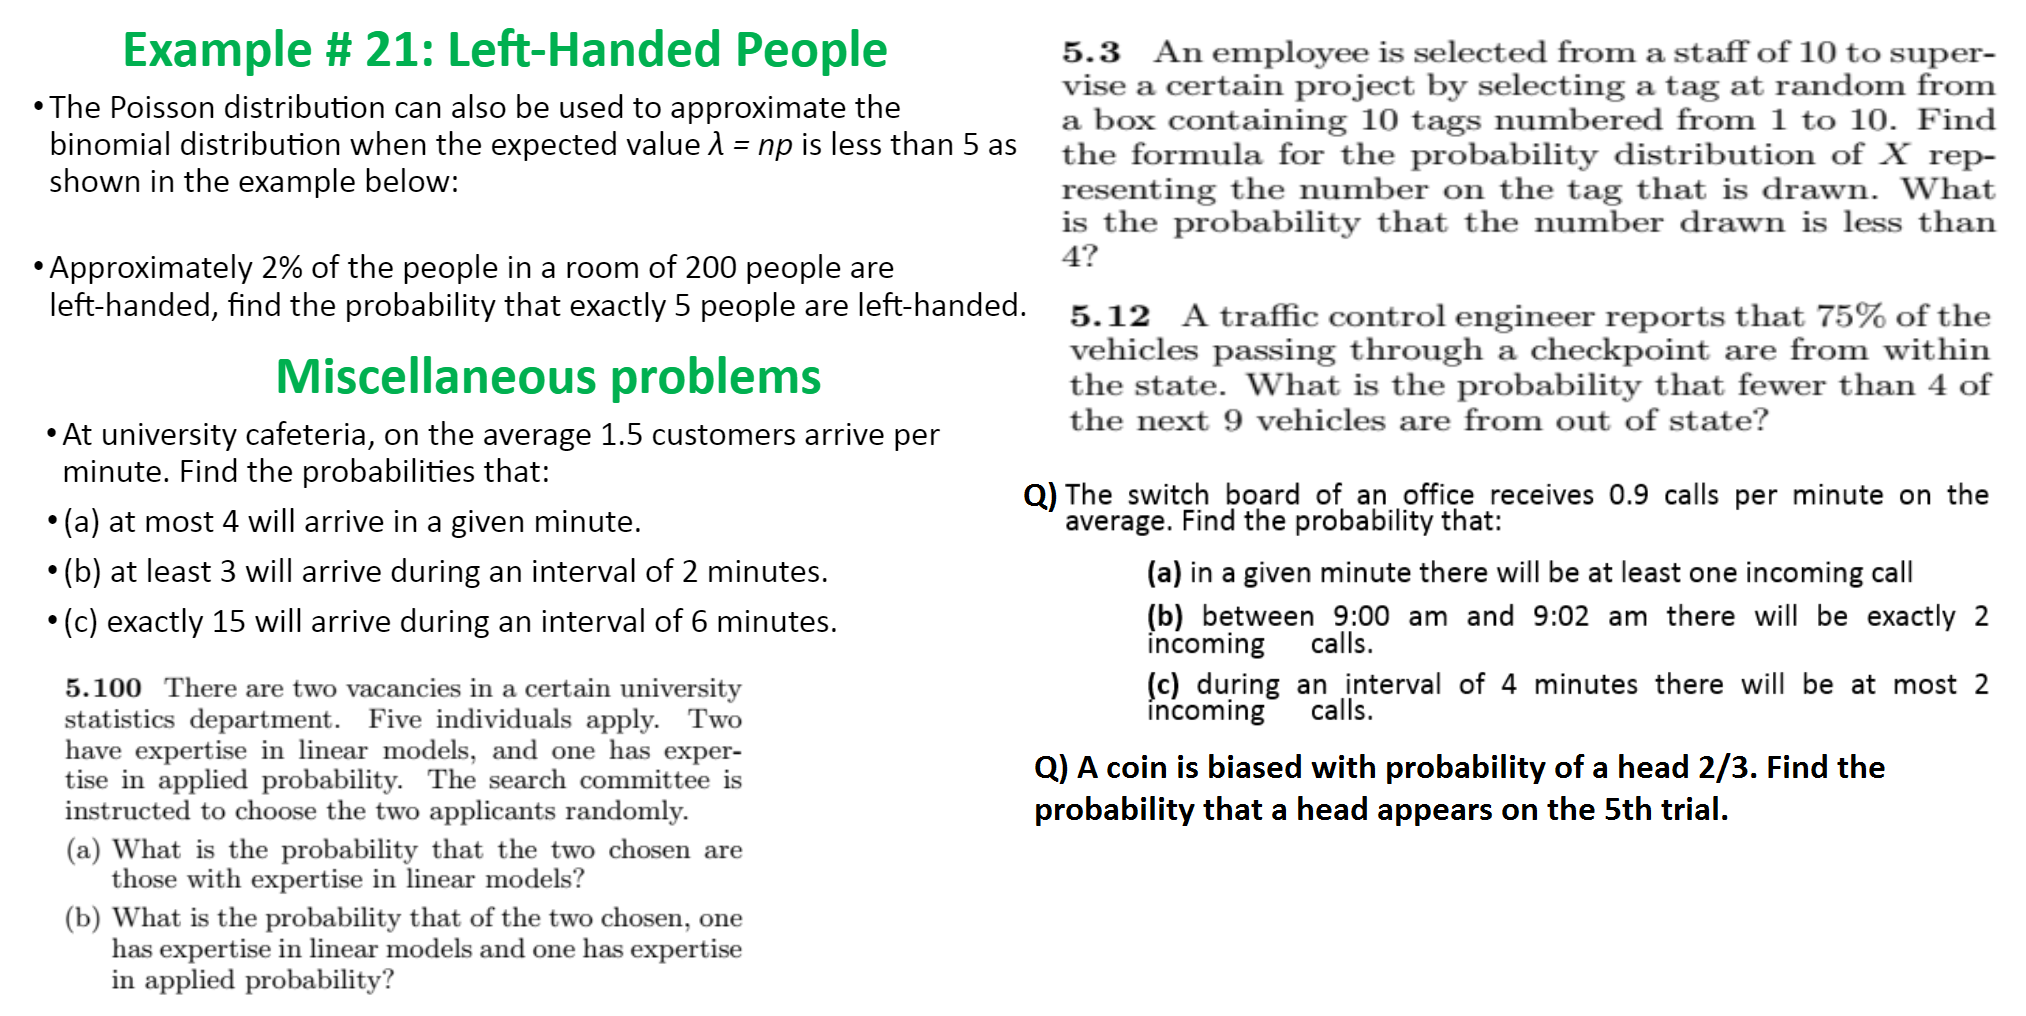 Example # 21: Left-Handed People
•The Poisson distribution can also be used to approximate the
binomial distribution when the expected value λ = np is less than 5 as
shown in the example below:
•Approximately 2% of the people in a room of 200 people are
left-handed, find the probability that exactly 5 people are left-handed.
Miscellaneous problems
•At university cafeteria, on the average 1.5 customers arrive per
minute. Find the probabilities that:
•(a) at most 4 will arrive in a given minute.
•(b) at least 3 will arrive during an interval of 2 minutes.
•(c) exactly 15 will arrive during an interval of 6 minutes.
5.100 There are two vacancies in a certain university
statistics department. Five individuals apply. Two
have expertise in linear models, and one has exper-
tise in applied probability. The search committee is
instructed to choose the two applicants randomly.
(a) What is the probability that the two chosen are
those with expertise in linear models?
(b) What is the probability that of the two chosen, one
has expertise in linear models and one has expertise
in applied probability?
5.3 An employee is selected from a staff of 10 to super-
vise a certain project by selecting a tag at random from
a box containing 10 tags numbered from 1 to 10. Find
the formula for the probability distribution of X rep-
resenting the number on the tag that is drawn. What
is the probability that the number drawn is less than
4?
5.12 A traffic control engineer reports that 75% of the
vehicles passing through a checkpoint are from within
the state. What is the probability that fewer than 4 of
the next 9 vehicles are from out of state?
Q) The switch board of an office receives 0.9 calls per minute on the
average. Find the probability that:
(a) in a given minute there will be at least one incoming call
(b) between 9:00 am and 9:02 am there will be exactly 2
incoming calls.
(c) during an interval of 4 minutes there will be at most 2
incoming calls.
Q) A coin is biased with probability of a head 2/3. Find the
probability that a head appears on the 5th trial.